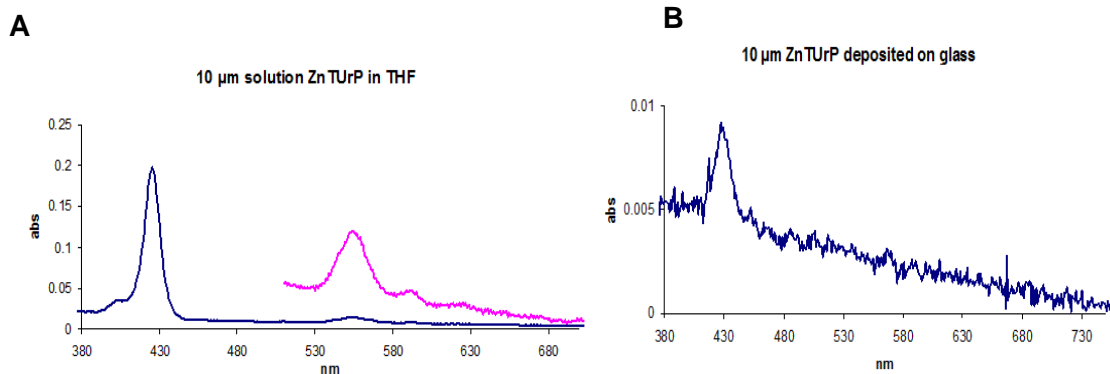 A
10 μm solution ZnTUrP in THF
0.25
0.2
0.15
0.1
0.05
0
abs
380 430 480 530 580 630 680
nm
B
10 μm ZnTUrP deposited on glass
0.01
0.005
0
abs
380 430 480 530 580 630 680 730
nm